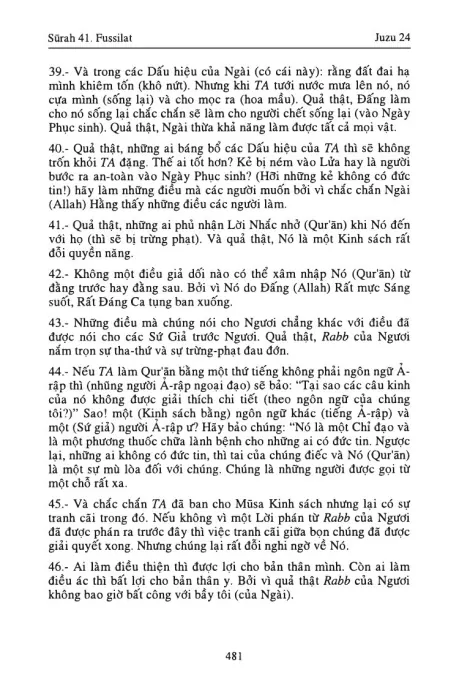 Sūrah 41. Fussilat
Juzu 24
39.- Và trong các Dấu hiệu của Ngài (có cái này): rằng đất đai hạ
mình khiêm tốn (khô nứt). Nhưng khi TA tưới nước mưa lên nó, nó
cựa mình (sống lại) và cho mọc ra (hoa mầu). Quả thật, Đấng làm
cho nó sống lại chắc chắn sẽ làm cho người chết sống lại (vào Ngày
Phục sinh). Quả thật, Ngài thừa khả năng làm được tất cả mọi vật.
40.- Quả thật, những ai báng bổ các Dấu hiệu của TA thì sẽ không
trốn khỏi TA đặng. Thế ai tốt hơn? Kẻ bị ném vào Lửa hay là người
bước ra an-toàn vào Ngày Phục sinh? (Hỡi những kẻ không có đức
tin!) hãy làm những điều mà các người muốn bởi vì chắc chắn Ngài
(Allah) Hằng thấy những điều các người làm.
41.- Quả thật, những ai phủ nhận Lời Nhắc nhở (Qur'ān) khi Nó đến
với họ (thì sẽ bị trừng phạt). Và quả thật, Nó là một Kinh sách rất
đỗi quyền năng.
42.- Không một điều giả dối nào có thể xâm nhập Nó (Qur'ān) từ
đằng trước hay đằng sau. Bởi vì Nó do Đấng (Allah) Rất mực Sáng
suốt, Rất Đáng Ca tụng ban xuống.
43.- Những điều mà chúng nói cho Ngươi chẳng khác với điều đã
được nói cho các Sứ Giả trước Ngươi. Quả thật, Rabb của Ngươi
nắm trọn sự tha-thứ và sự trừng-phạt đau đớn.
44.- Nếu TA làm Qur'ān bằng một thứ tiếng không phải ngôn ngữ Ả-
rập thì (những người Ả-rập ngoại đạo) sẽ bảo: “Tại sao các câu kinh
của nó không được giải thích chi tiết (theo ngôn ngữ của chúng
tôi?)” Sao! một (Kinh sách bằng) ngôn ngữ khác (tiếng Ả-rập) và
một (Sứ giả) người Ả-rập ư? Hãy bảo chúng: “Nó là một Chỉ đạo và
là một phương thuốc chữa lành bệnh cho những ai có đức tin. Ngược
lại, những ai không có đức tin, thì tai của chúng điếc và Nó (Qur'ān)
là một sự mù lòa đối với chúng. Chúng là những người được gọi từ
một chỗ rất xa.
45.- Và chắc chắn TA đã ban cho Mūsa Kinh sách nhưng lại có sự
tranh cãi trong đó. Nếu không vì một Lời phán từ Rabb của Ngươi
đã được phán ra trước đây thì việc tranh cãi giữa bọn chúng đã được
giải quyết xong. Nhưng chúng lại rất đỗi nghi ngờ về Nó.
46.- Ai làm điều thiện thì được lợi cho bản thân mình. Còn ai làm
điều ác thì bất lợi cho bản thân y. Bởi vì quả thật Rabb của Ngươi
không bao giờ bất công với bầy tôi (của Ngài).
481